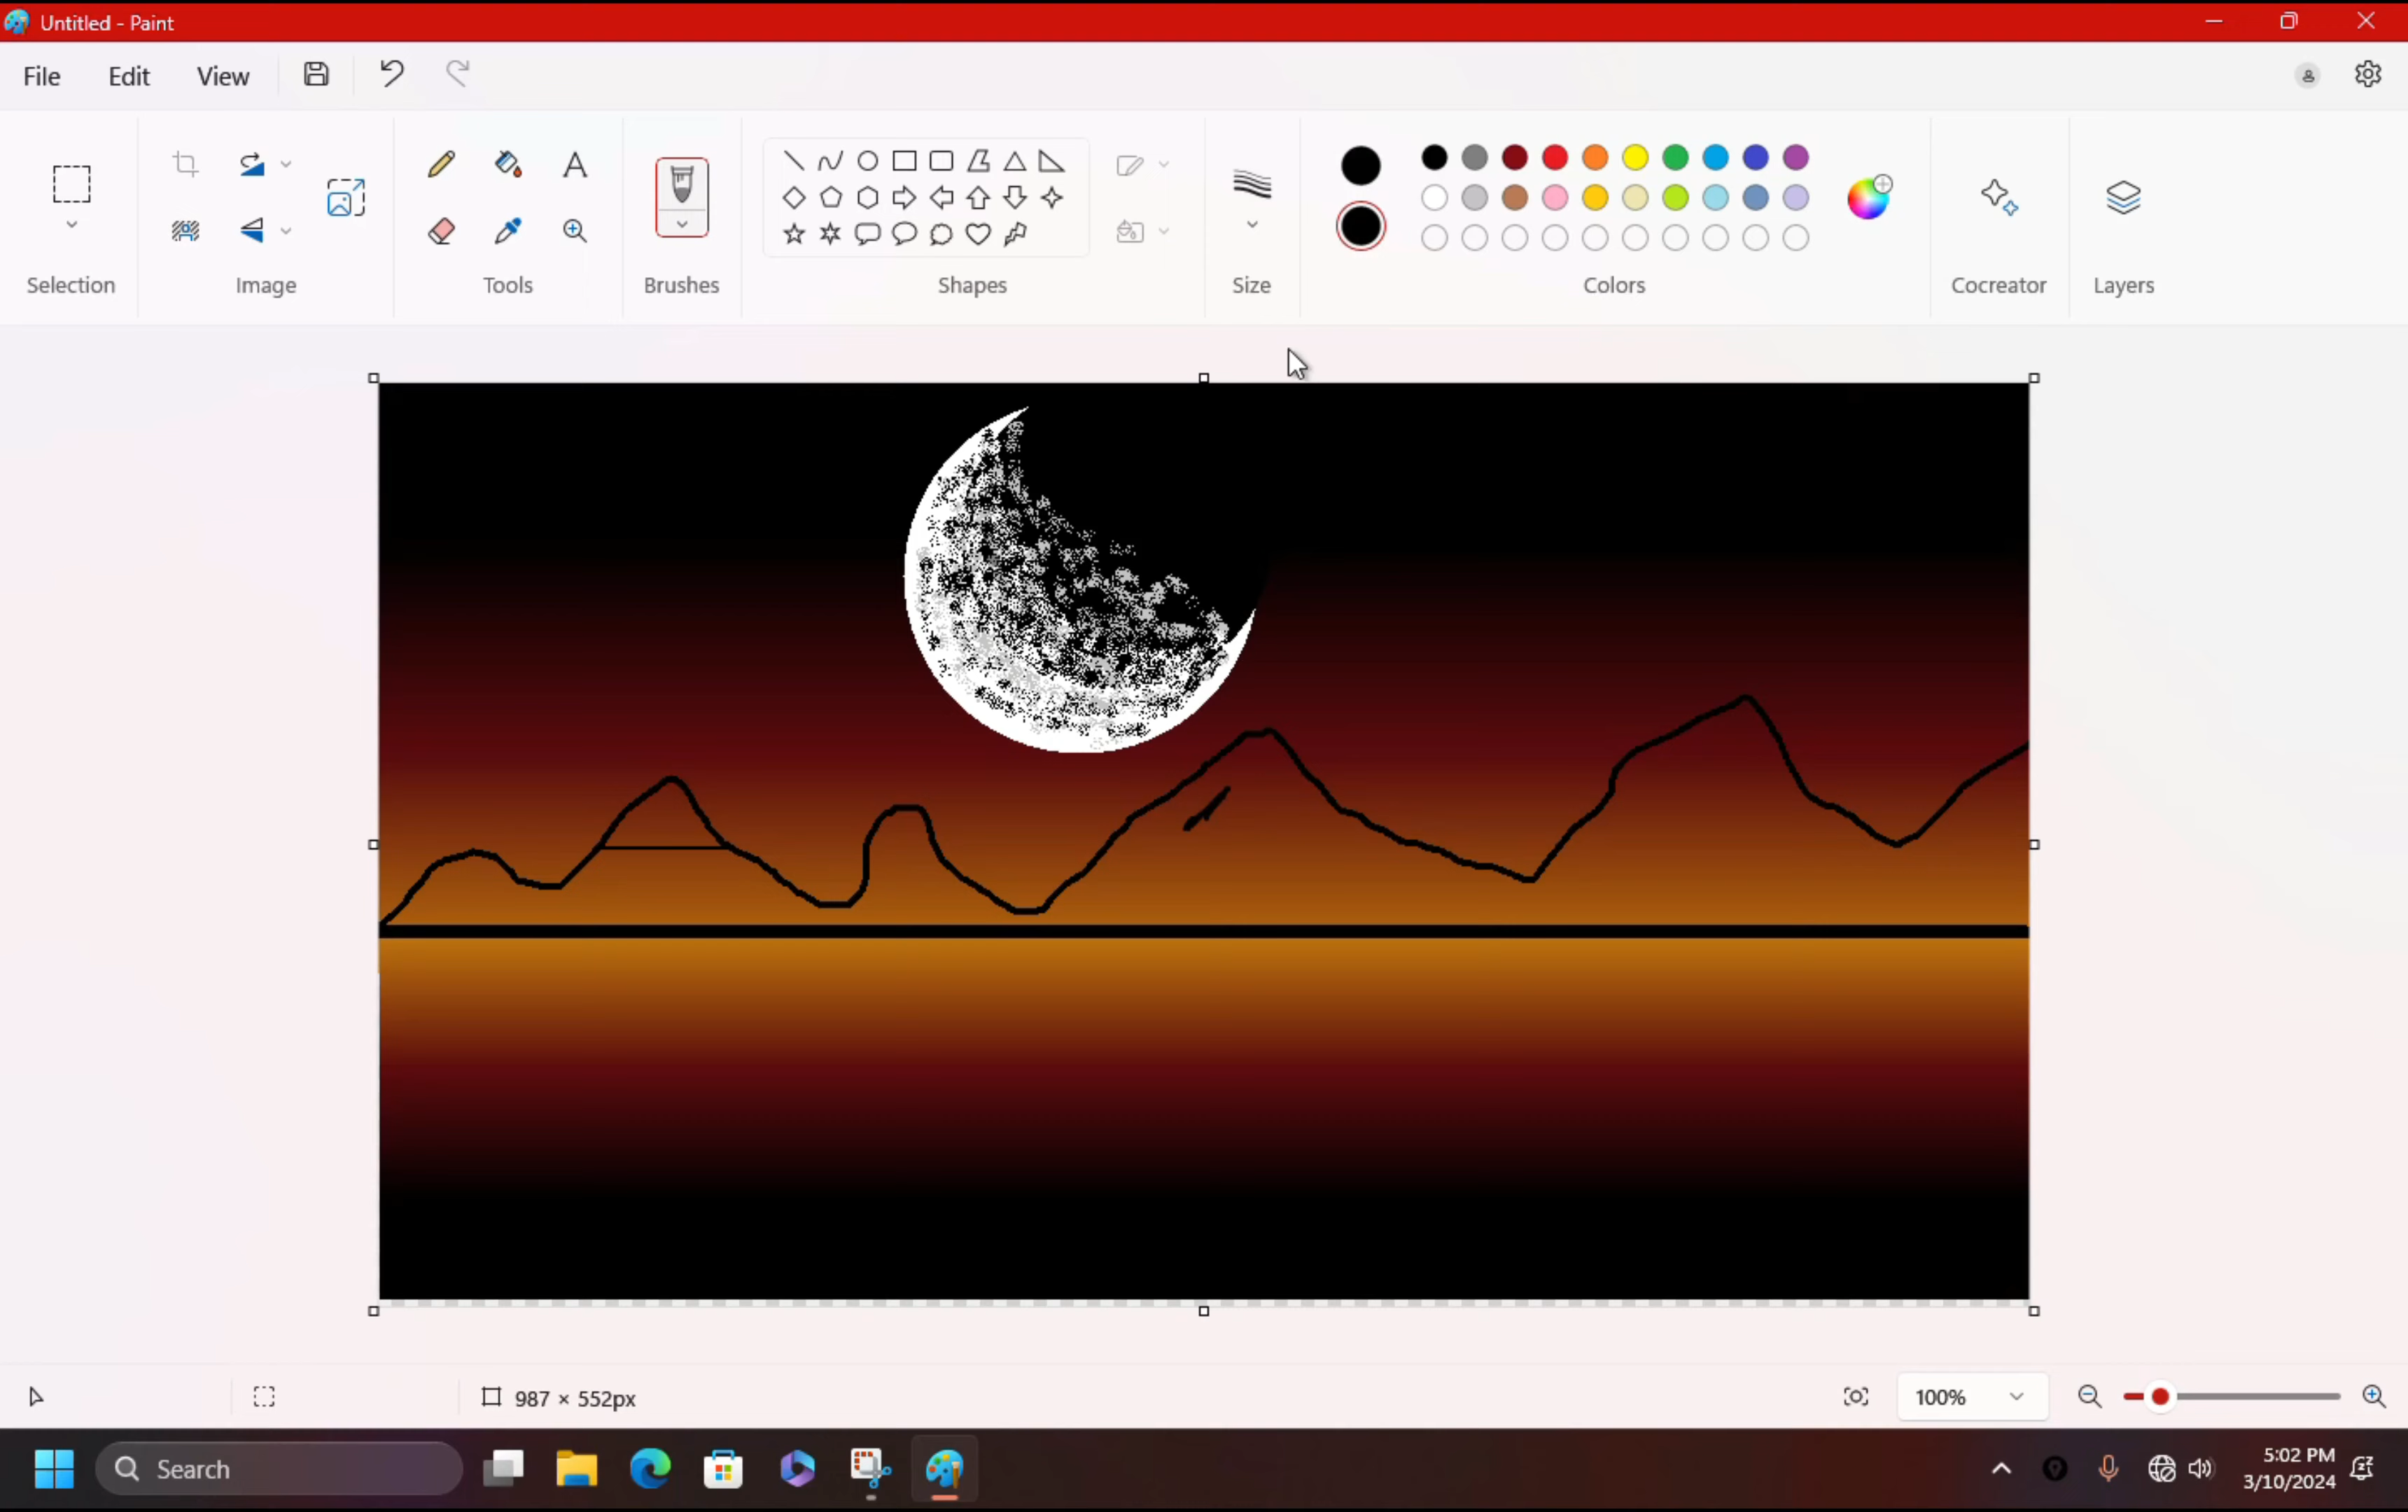 Untitled - Paint
File Edit View
Selection Image Tools Brushes Shapes Size Colors Cocreator Layers
987 × 552px 100%
Search
5:02 PM
3/10/2024